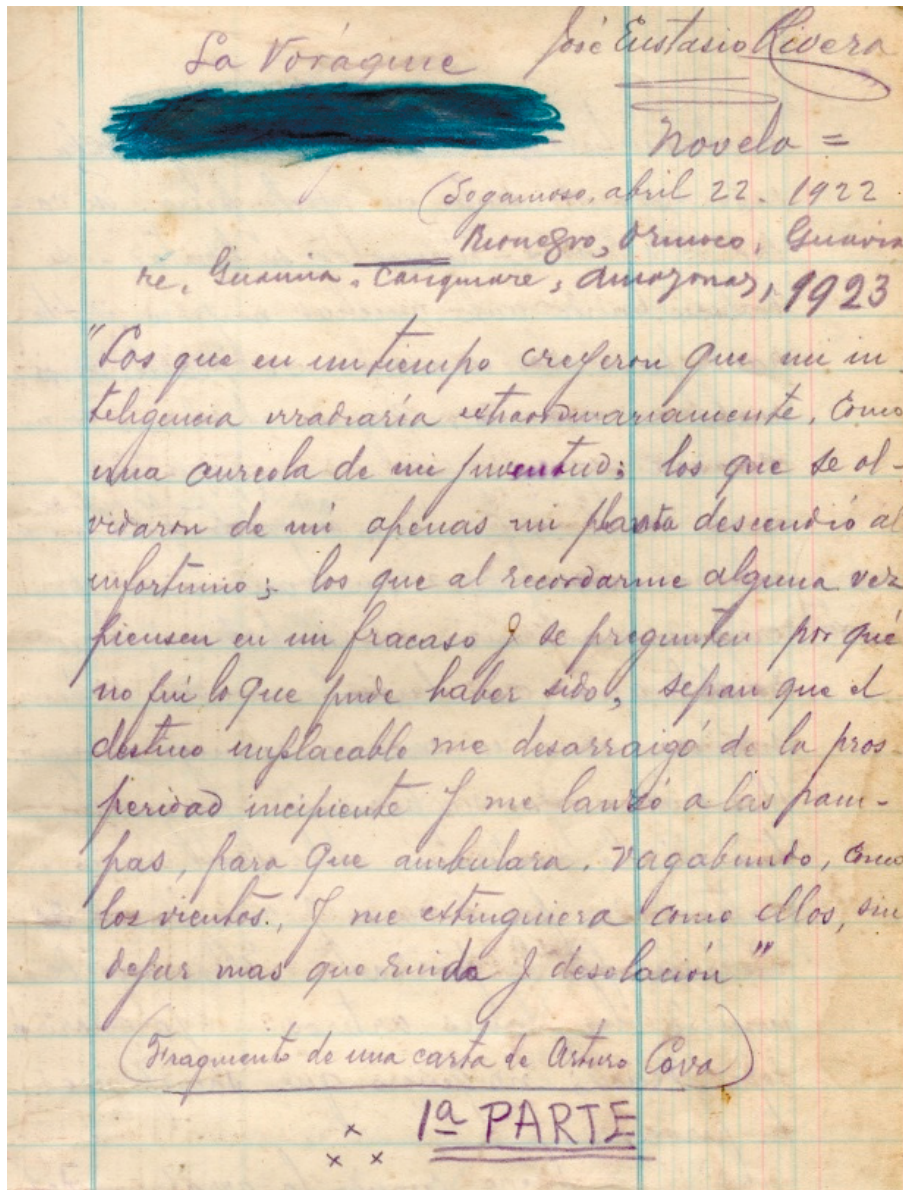 La Vorágine José Eustasio Rivera
Novela =
(Sogamoso, abril 22. 1922
Rionegro, Orinoco, Guavia
re, Guainia, Casiquiare, Amazonas, 1923
"Los que en un tiempo creyeron que mi in
teligencia irradiaría extraordinariamente, como
una aureola de mi juventud; los que se ol-
vidaron de mí apenas mi planta descendió al
infortunio; los que al recordarme alguna vez
piensen en mi fracaso y se pregunten por qué
no fuí lo que pude haber sido, sepan que el
destino implacable me desarraigó de la pros
peridad incipiente y me lanzó a las pam-
pas, para que ambulara, vagabundo, como
los vientos, y me extinguiera como ellos, sin
dejar mas que ruido y desolación"
(Fragmento de una carta de Arturo Cova)
1ª PARTE